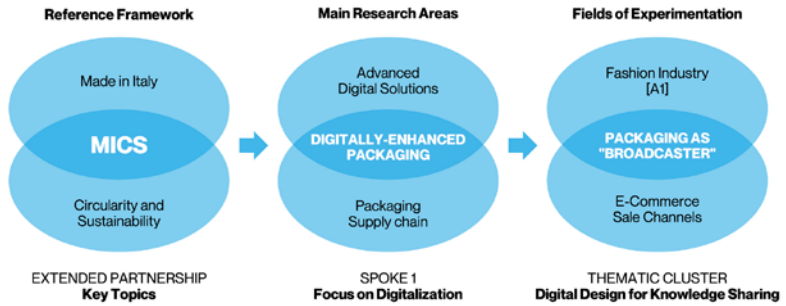 Reference Framework
Made in Italy
MICS
Circularity and
Sustainability
EXTENDED PARTNERSHIP
Key Topics
Main Research Areas
Advanced
Digital Solutions
DIGITALLY-ENHANCED
PACKAGING
Packaging
Supply chain
SPOKE 1
Focus on Digitalization
Fields of Experimentation
Fashion Industry
[A1]
PACKAGING AS
"BROADCASTER"
E-Commerce
Sale Channels
THEMATIC CLUSTER
Digital Design for Knowledge Sharing